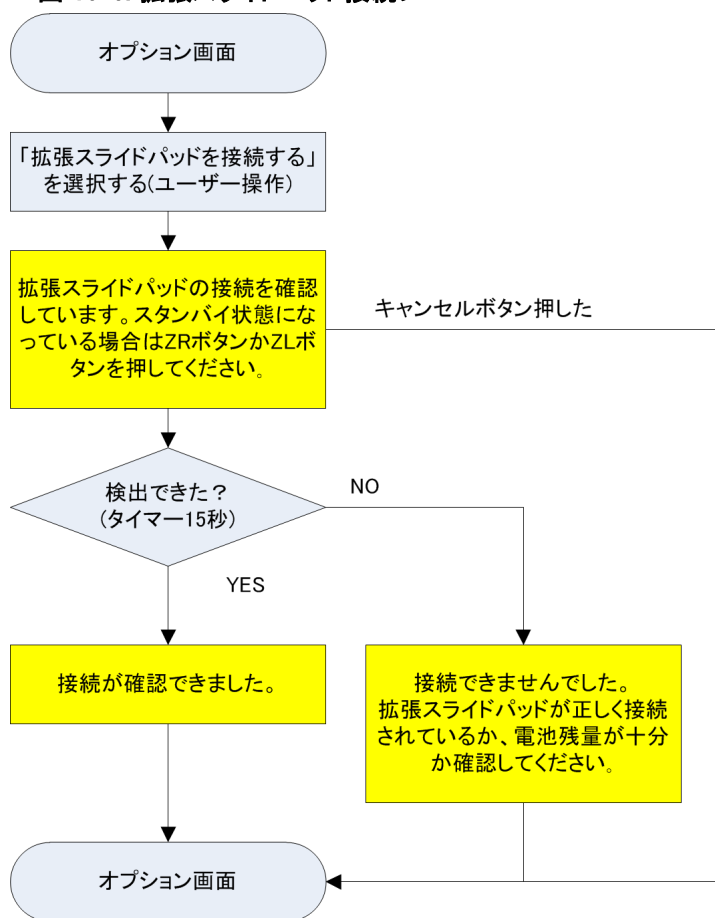 オプション画面
「拡張スライドパッドを接続する」
を選択する(ユーザー操作)
拡張スライドパッドの接続を確認
しています。スタンバイ状態にな
っている場合はZRボタンかZLボ
タンを押してください。
キャンセルボタン押した
検出できた？
(タイマー15秒)
NO
YES
接続が確認できました。
接続できませんでした。
拡張スライドパッドが正しく接続
されているか、電池残量が十分
か確認してください。
オプション画面